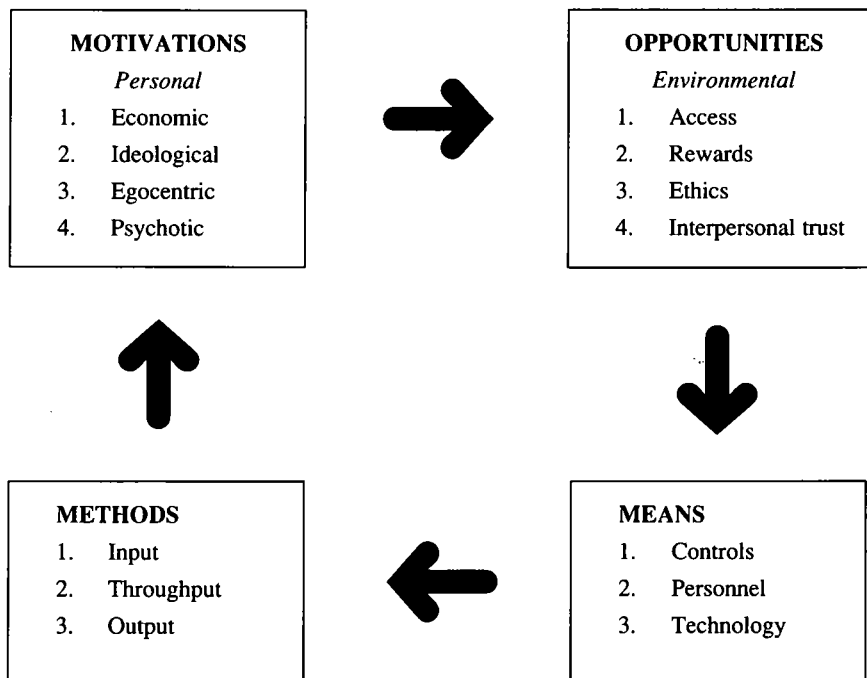 MOTIVATIONS
Personal
1. Economic
2. Ideological
3. Egocentric
4. Psychotic
OPPORTUNITIES
Environmental
1. Access
2. Rewards
3. Ethics
4. Interpersonal trust
METHODS
1. Input
2. Throughput
3. Output
MEANS
1. Controls
2. Personnel
3. Technology